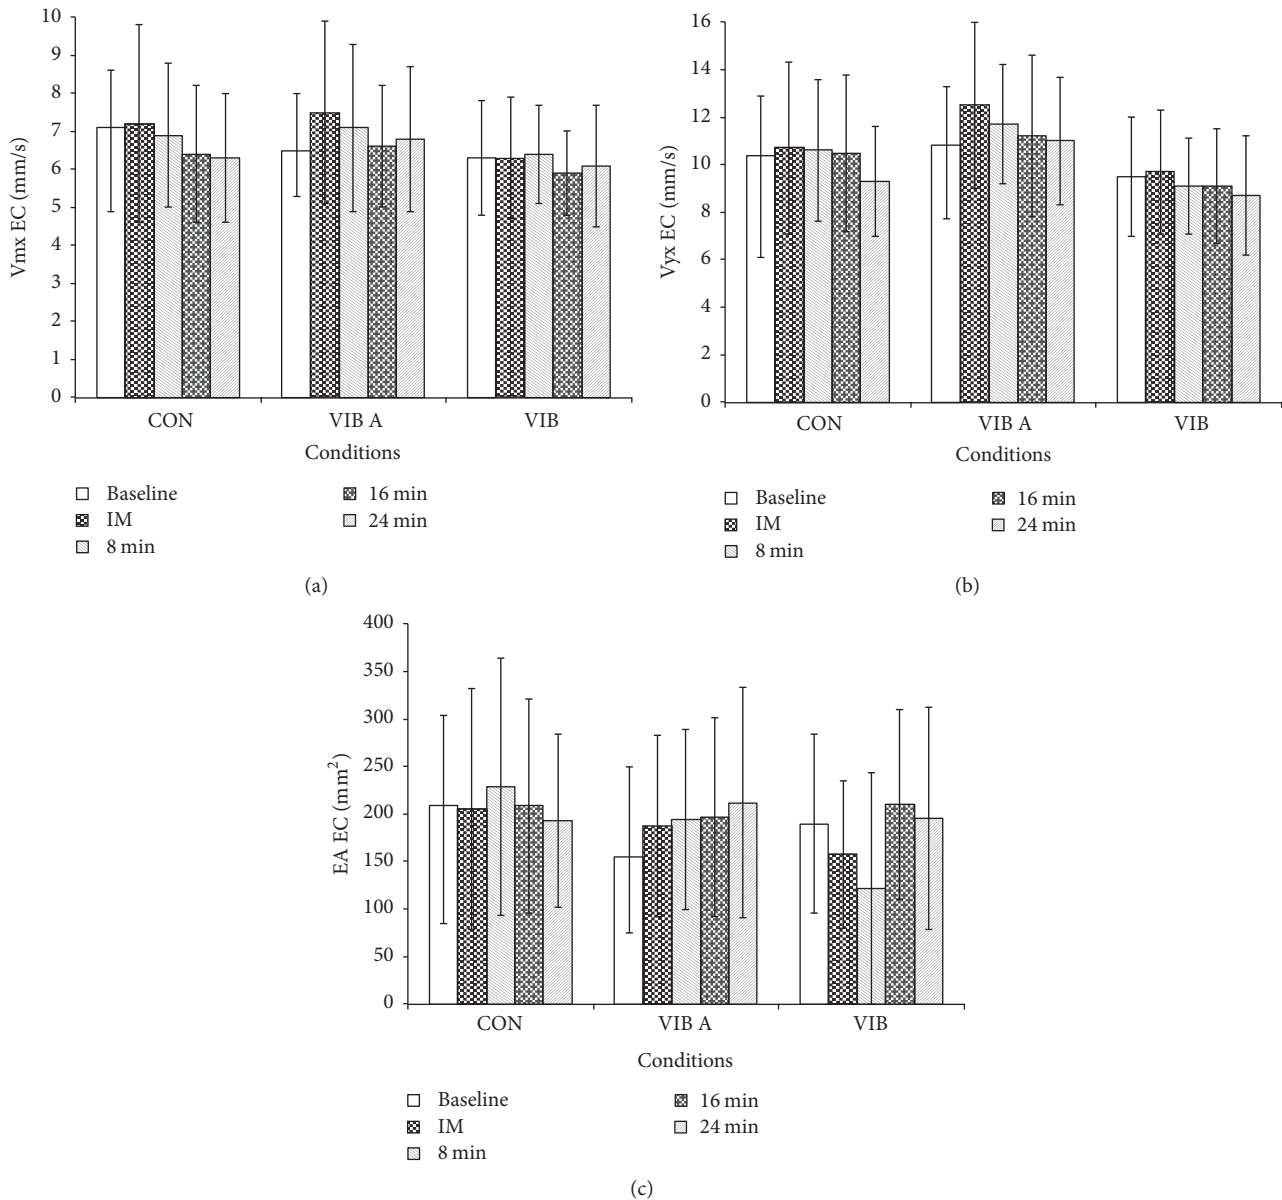 10
9
8
7
6
5
4
3
2
1
0
Vmx EC (mm/s)
CON VIB A VIB
Conditions
Baseline 16 min
IM 24 min
8 min
(a)
16
14
12
10
8
6
4
2
0
Vyx EC (mm/s)
CON VIB A VIB
Conditions
Baseline 16 min
IM 24 min
8 min
(b)
400
350
300
250
200
150
100
50
0
EA EC (mm²)
CON VIB A VIB
Conditions
Baseline 16 min
IM 24 min
8 min
(c)